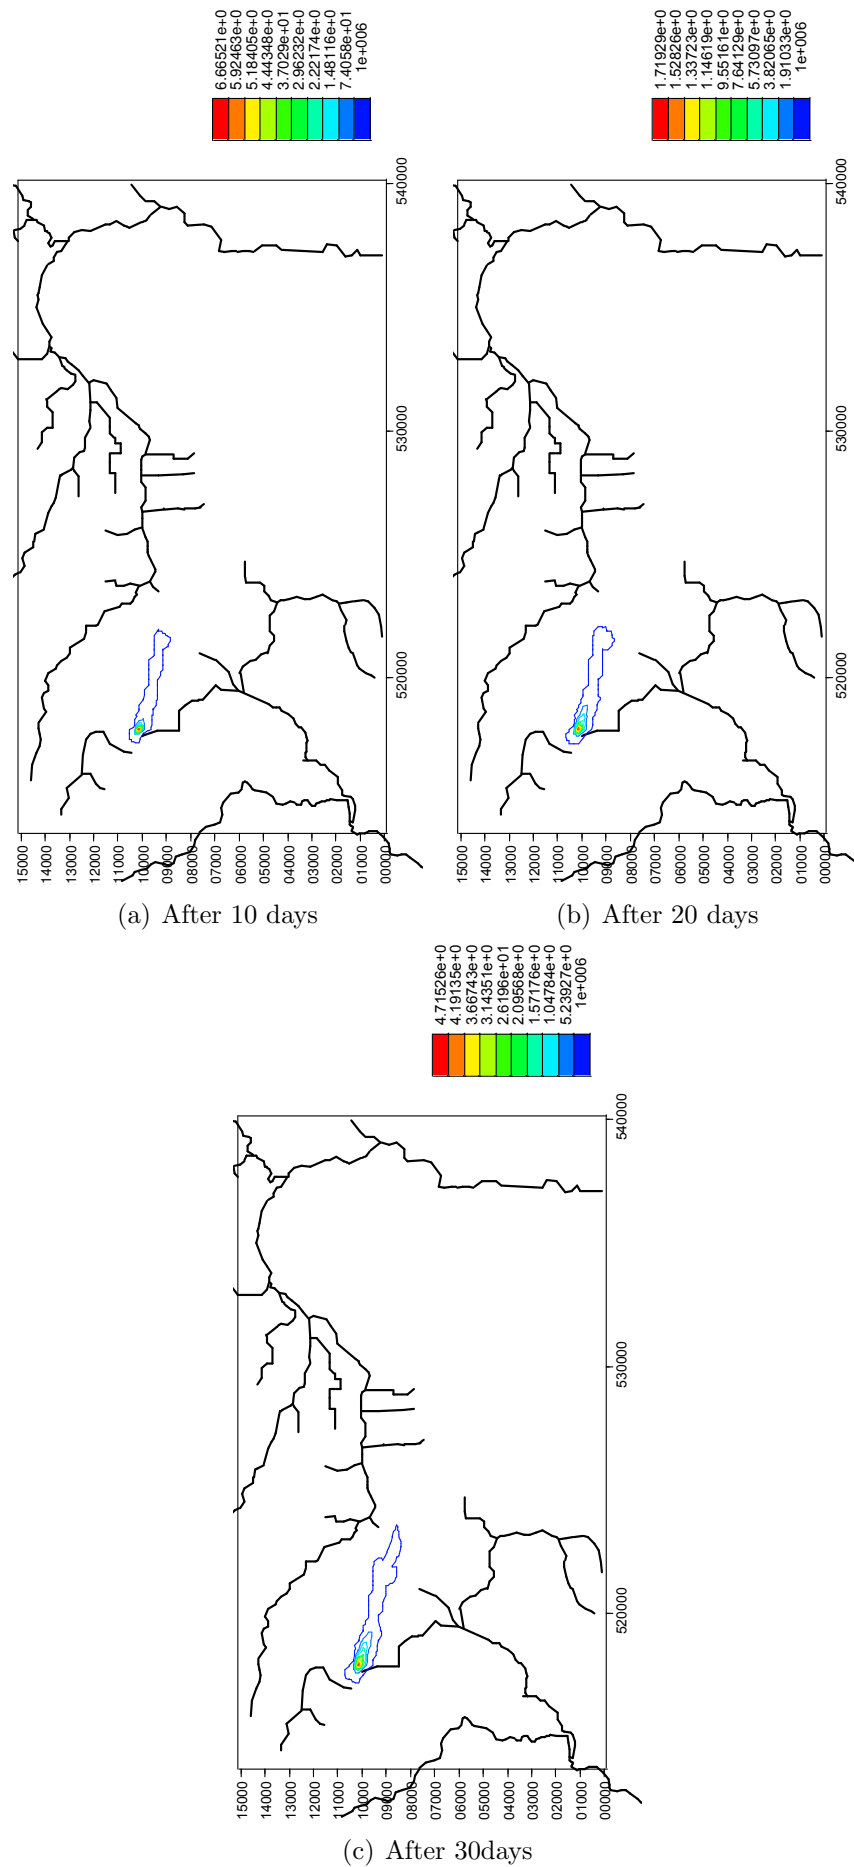 6.66521e+0
5.92463e+0
5.18405e+0
4.44348e+0
3.7029e+01
2.96232e+0
2.22174e+0
1.48116e+0
7.4058e+01
1e+006
540000
530000
520000
15000
14000
13000
12000
11000
10000
09000
08000
07000
06000
05000
04000
03000
02000
01000
00000
(a) After 10 days
1.71929e+0
1.52826e+0
1.33723e+0
1.14619e+0
9.55161e+0
7.64129e+0
5.73097e+0
3.82065e+0
1.91033e+0
1e+006
540000
530000
520000
15000
14000
13000
12000
11000
10000
09000
08000
07000
06000
05000
04000
03000
02000
01000
00000
(b) After 20 days
4.71526e+0
4.19135e+0
3.66743e+0
3.14351e+0
2.6196e+01
2.09568e+0
1.57176e+0
1.04784e+0
5.23927e+0
1e+006
540000
530000
520000
15000
14000
13000
12000
11000
10000
09000
08000
07000
06000
05000
04000
03000
02000
01000
00000
(c) After 30days